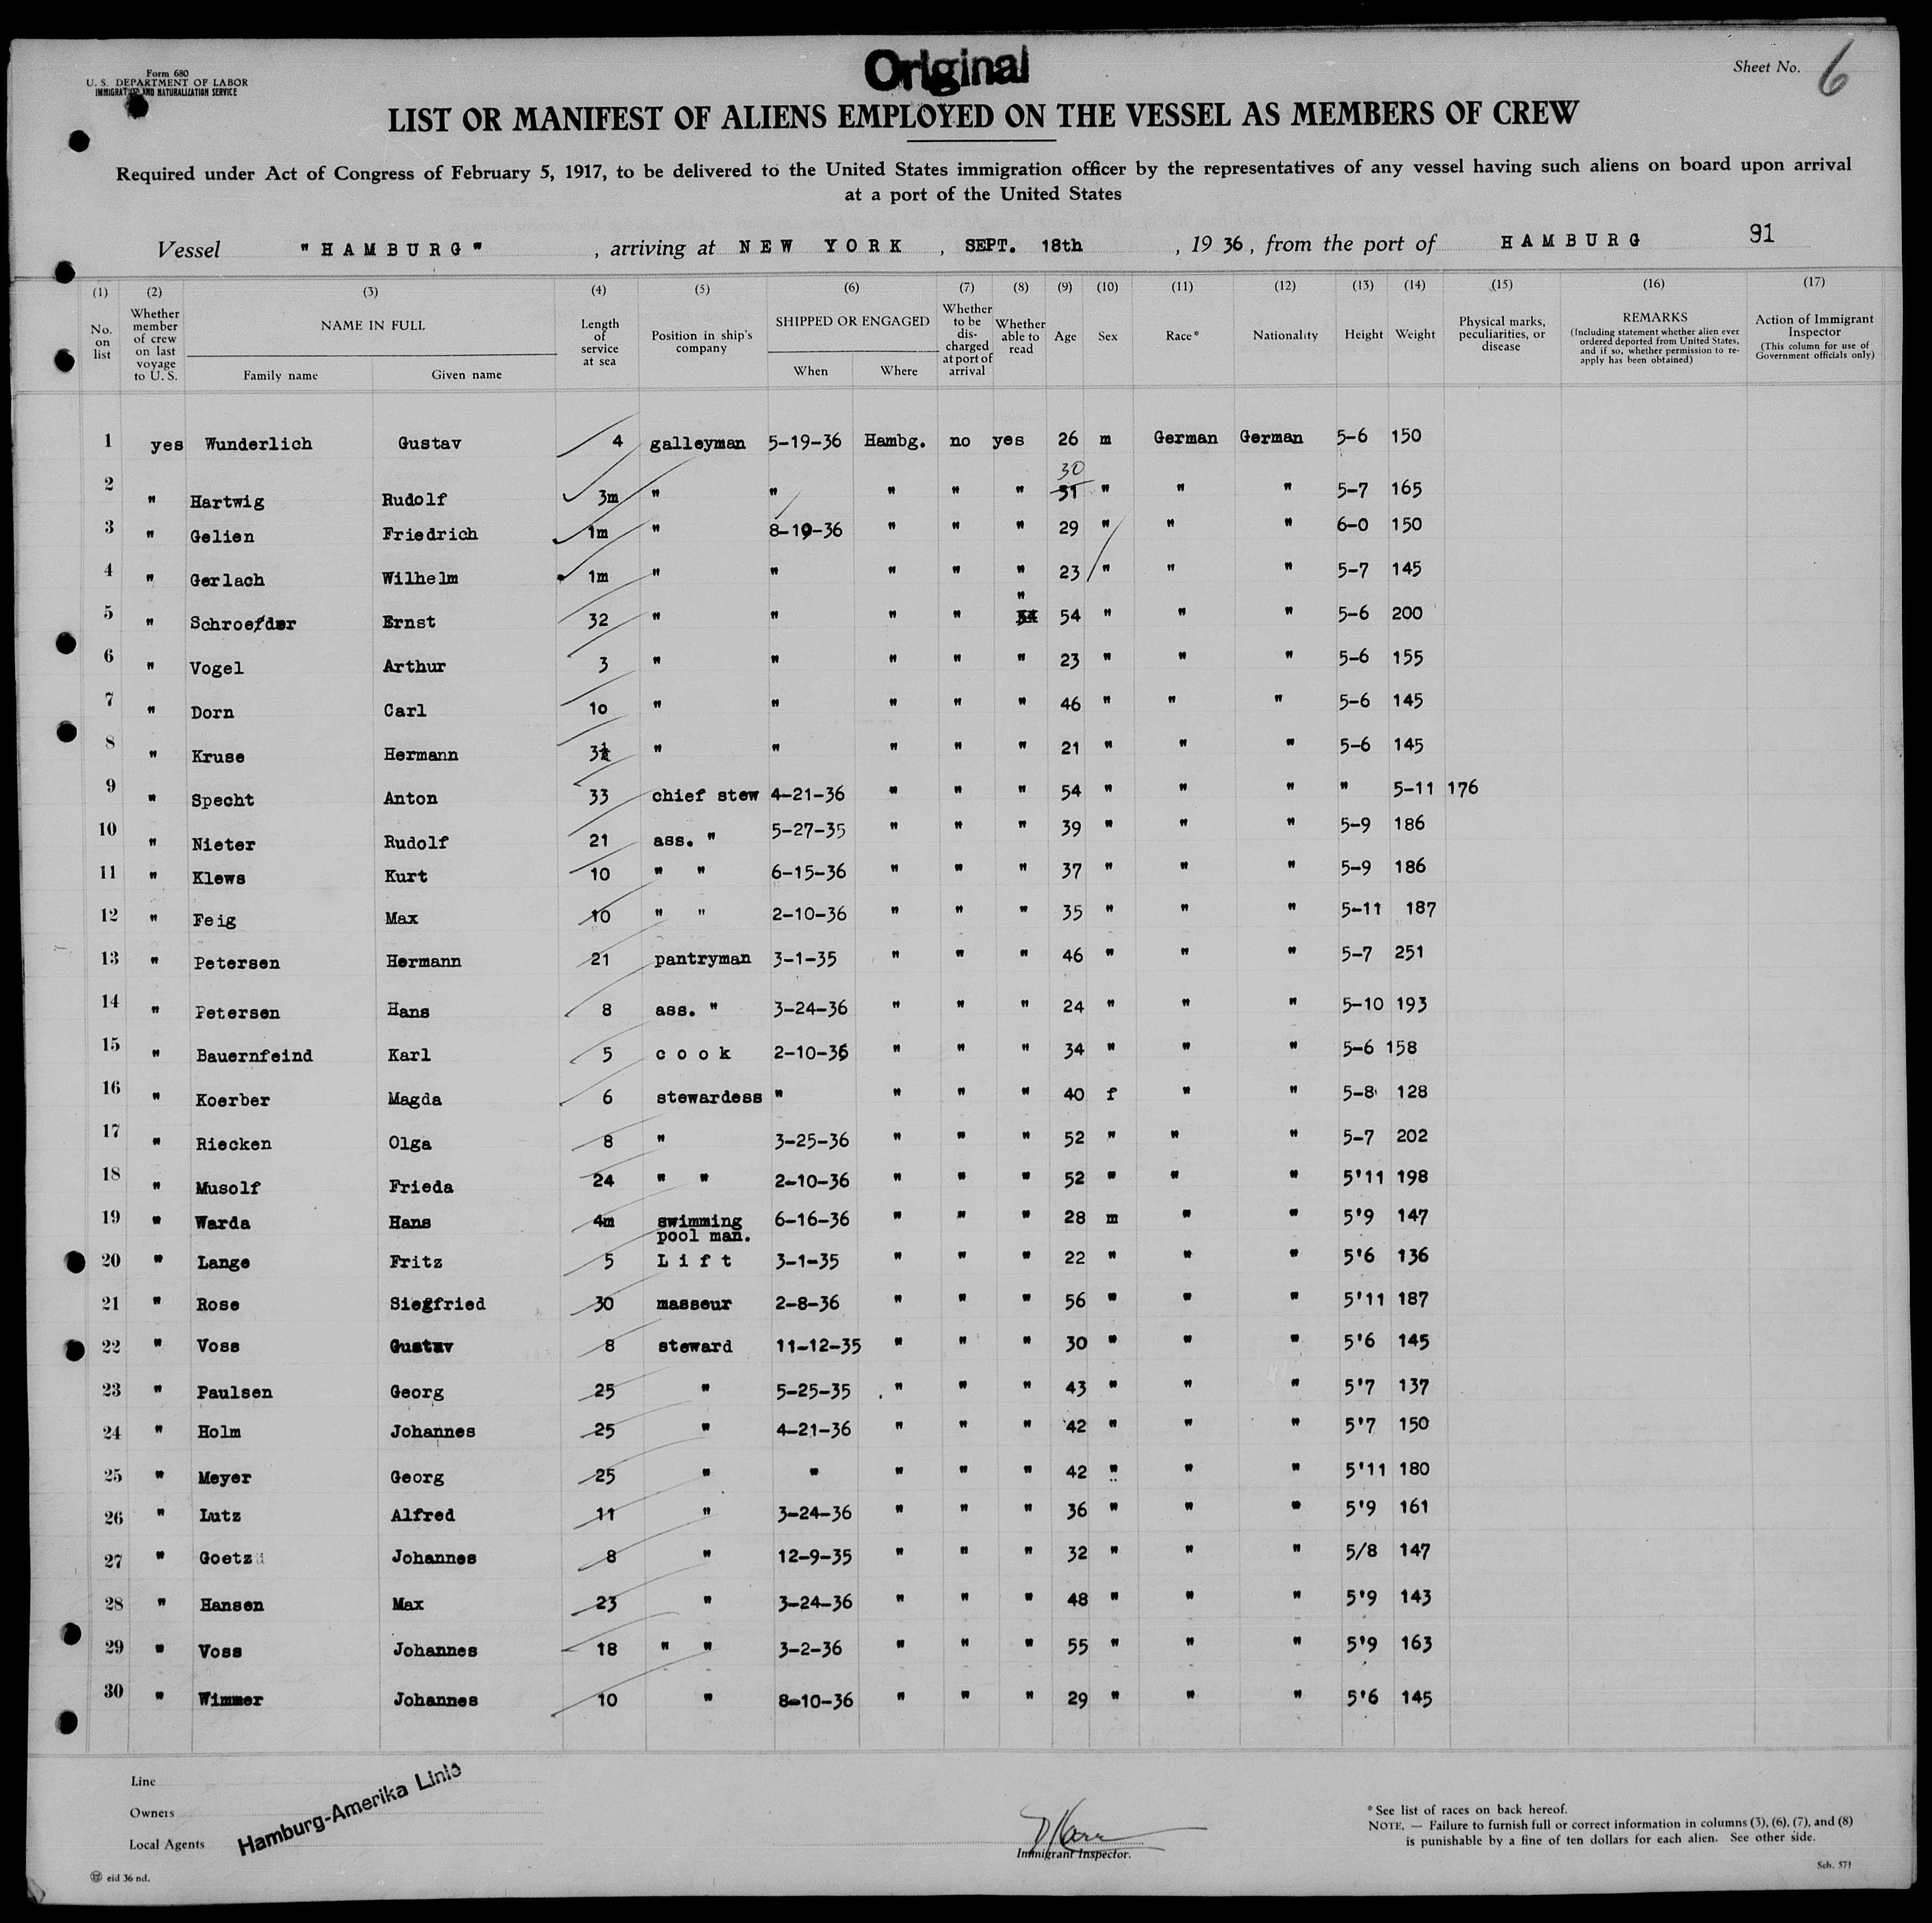 Original
Form 680
U. S. DEPARTMENT OF LABOR
IMMIGRATION AND NATURALIZATION SERVICE
Sheet No. 6
LIST OR MANIFEST OF ALIENS EMPLOYED ON THE VESSEL AS MEMBERS OF CREW
Required under Act of Congress of February 5, 1917, to be delivered to the United States immigration officer by the representatives of any vessel having such aliens on board upon arrival
at a port of the United States
Vessel "HAMBURG", arriving at NEW YORK, SEPT. 18th, 1936, from the port of HAMBURG 91
(1) (2) (3) (4) (5) (6) (7) (8) (9) (10) (11) (12) (13) (14) (15) (16) (17)
No. on list
Whether member of crew on last voyage to U. S.
NAME IN FULL
Family name Given name
Length of service at sea
Position in ship's company
SHIPPED OR ENGAGED
When Where
Whether to be discharged at port of arrival
Whether able to read
Age
Sex
Race*
Nationality
Height
Weight
Physical marks, peculiarities, or disease
REMARKS
(Including statement whether alien ever ordered deported from United States, and if so, whether permission to reapply has been obtained)
Action of Immigrant Inspector
(This column for use of Government officials only)
1 yes Wunderlich Gustav 4 galleyman 5-19-36 Hambg. no yes 26 m German German 5-6 150
2 " Hartwig Rudolf 3m " " " " " 31 30 " " " 5-7 165
3 " Gelien Friedrich 1m " 8-10-36 " " " 29 " " " 6-0 150
4 " Gerlach Wilhelm 1m " " " " " 23 " " " 5-7 145
5 " Schroeder Ernst 32 " " " " " 54 " " " 5-6 200
6 " Vogel Arthur 3 " " " " " 23 " " " 5-6 155
7 " Dorn Carl 10 " " " " " 46 " " " 5-6 145
8 " Kruse Hermann 3½ " " " " " 21 " " " 5-6 145
9 " Specht Anton 33 chief stew 4-21-36 " " " 54 " " " " 5-11 176
10 " Nieter Rudolf 21 ass. " 5-27-35 " " " 39 " " " 5-9 186
11 " Klews Kurt 10 " " 6-15-36 " " " 37 " " " 5-9 186
12 " Feig Max 10 " " 2-10-36 " " " 35 " " " 5-11 187
13 " Petersen Hermann 21 pantryman 3-1-35 " " " 46 " " " 5-7 251
14 " Petersen Hans 8 ass. " 3-24-36 " " " 24 " " " 5-10 193
15 " Bauernfeind Karl 5 cook 2-10-36 " " " 34 " " " 5-6 158
16 " Koerber Magda 6 stewardess " " " " 40 f " " 5-8 128
17 " Riecken Olga 8 " 3-25-36 " " " 52 " " " 5-7 202
18 " Musolf Frieda 24 " " 2-10-36 " " " 52 " " " 5'11 198
19 " Warda Hans 4m swimming pool man. 6-16-36 " " " 28 m " " 5'9 147
20 " Lange Fritz 5 Lift 3-1-35 " " " 22 " " " 5'6 136
21 " Rose Siegfried 30 masseur 2-8-36 " " " 56 " " " 5'11 187
22 " Voss Gustav 8 steward 11-12-35 " " " 30 " " " 5'6 145
23 " Paulsen Georg 25 " 5-25-35 " " " 43 " " " 5'7 137
24 " Holm Johannes 25 " 4-21-36 " " " 42 " " " 5'7 150
25 " Meyer Georg 25 " " " " " 42 " " " 5'11 180
26 " Lutz Alfred 11 " 3-24-36 " " " 36 " " " 5'9 161
27 " Goetz Johannes 8 " 12-9-35 " " " 32 " " " 5/8 147
28 " Hansen Max 23 " 3-24-36 " " " 48 " " " 5'9 143
29 " Voss Johannes 18 " " 3-2-36 " " " 55 " " " 5'9 163
30 " Wimmer Johannes 10 " 8-10-36 " " " 29 " " " 5'6 145
Line
Owners
Local Agents
Hamburg-Amerika Linie
Immigrant Inspector.
*See list of races on back hereof.
NOTE. — Failure to furnish full or correct information in columns (3), (6), (7), and (8)
is punishable by a fine of ten dollars for each alien. See other side.
eid 36 nd.
Sch. 571